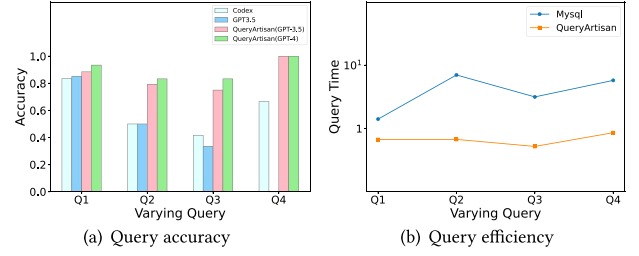 Codex
GPT3.5
QueryArtisan(GPT-3.5)
QueryArtisan(GPT-4)
Accuracy
1.0
0.8
0.6
0.4
0.2
0.0
Q1 Q2 Q3 Q4
Varying Query
(a) Query accuracy
Mysql
QueryArtisan
Query Time
10¹
1
Q1 Q2 Q3 Q4
Varying Query
(b) Query efficiency